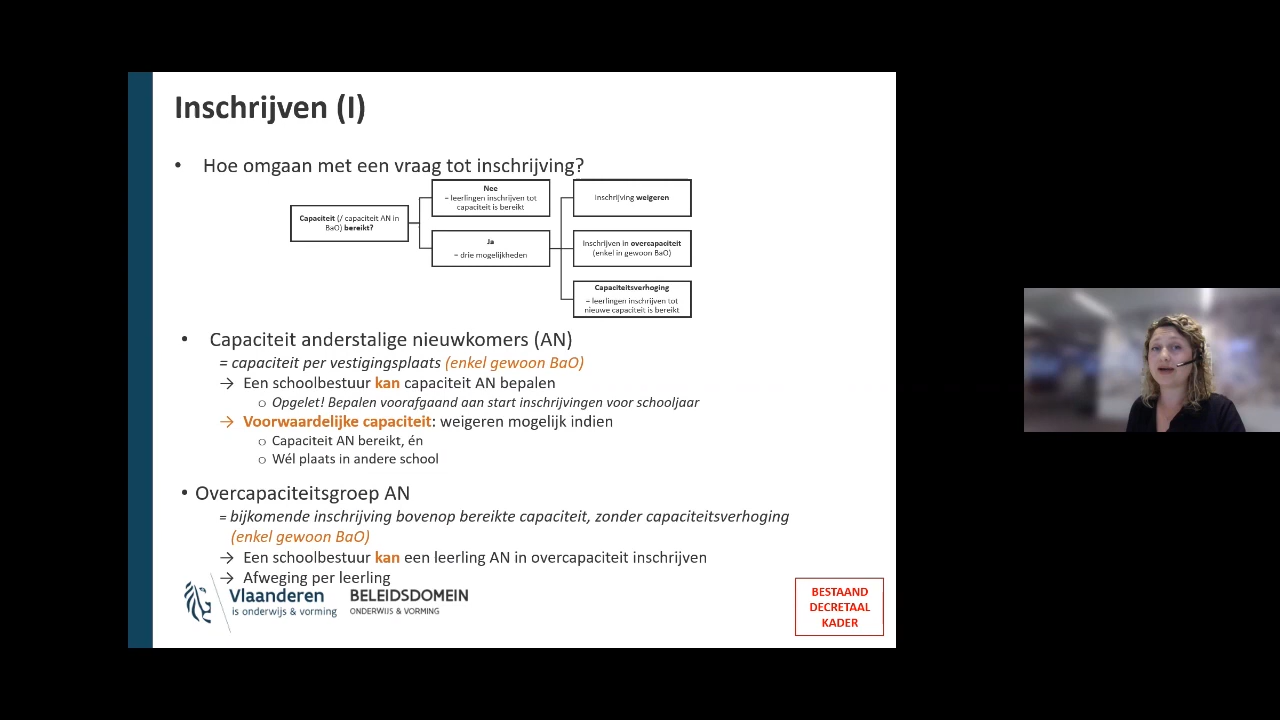 Inschrijven (I)
• Hoe omgaan met een vraag tot inschrijving?
Capaciteit (/ capaciteit AN in
BaO) bereikt?
Nee
= leerlingen inschrijven tot
capaciteit is bereikt
Ja
= drie mogelijkheden
Inschrijving weigeren
Inschrijven in overcapaciteit
(enkel in gewoon BaO)
Capaciteitsverhoging
= leerlingen inschrijven tot
nieuwe capaciteit is bereikt
• Capaciteit anderstalige nieuwkomers (AN)
= capaciteit per vestigingsplaats (enkel gewoon BaO)
→ Een schoolbestuur kan capaciteit AN bepalen
o Opgelet! Bepalen voorafgaand aan start inschrijvingen voor schooljaar
→ Voorwaardelijke capaciteit: weigeren mogelijk indien
o Capaciteit AN bereikt, én
o Wél plaats in andere school
• Overcapaciteitsgroep AN
= bijkomende inschrijving bovenop bereikte capaciteit, zonder capaciteitsverhoging
(enkel gewoon BaO)
→ Een schoolbestuur kan een leerling AN in overcapaciteit inschrijven
→ Afweging per leerling
Vlaanderen
is onderwijs & vorming
BELEIDSDOMEIN
ONDERWIJS & VORMING
BESTAAND
DECRETAAL
KADER